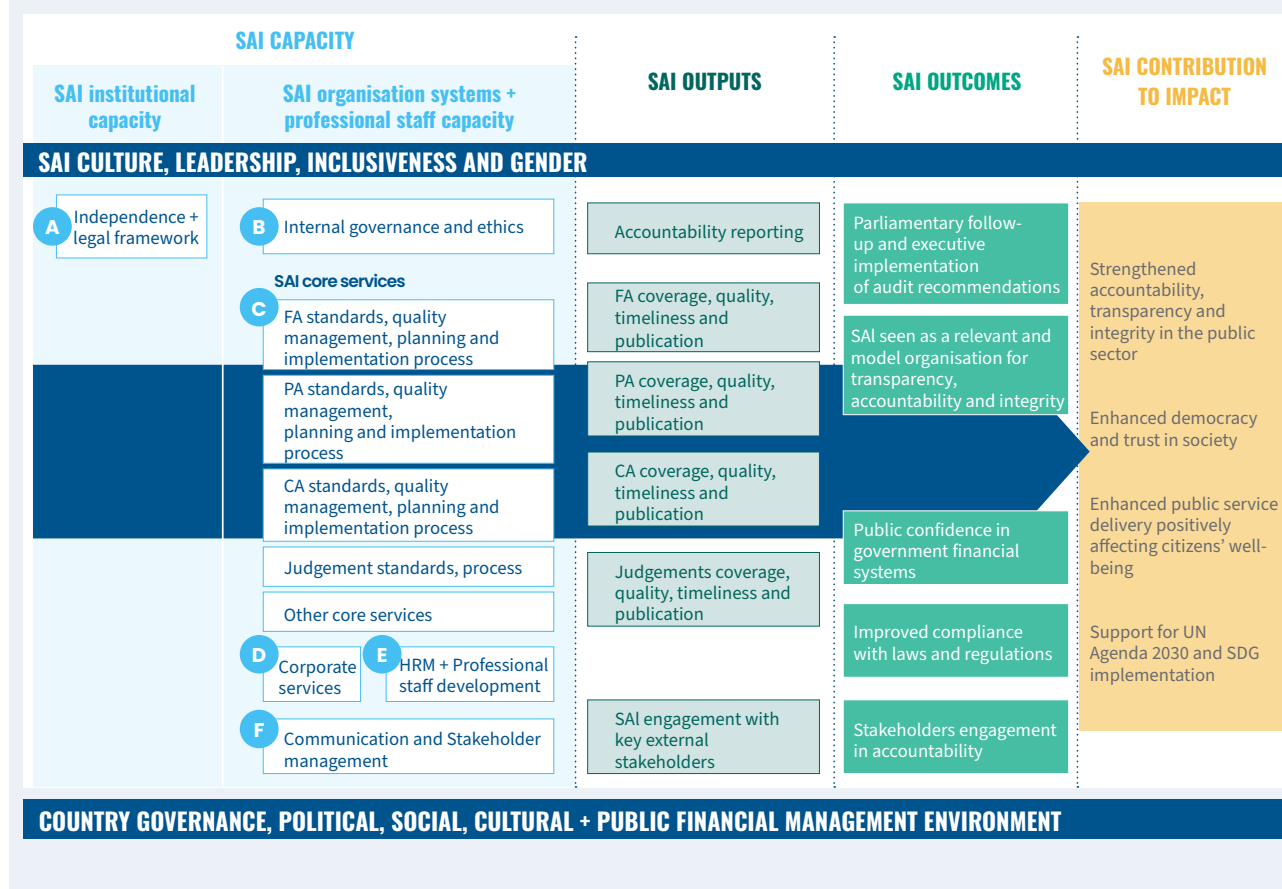 SAI CAPACITY
SAI institutional
capacity
SAI organisation systems +
professional staff capacity
SAI OUTPUTS
SAI OUTCOMES
SAI CONTRIBUTION
TO IMPACT
SAI CULTURE, LEADERSHIP, INCLUSIVENESS AND GENDER
A
Independence +
legal framework
B
Internal governance and ethics
SAI core services
C
FA standards, quality
management, planning and
implementation process
PA standards, quality
management,
planning and implementation
process
CA standards, quality
management, planning and
implementation process
Judgement standards, process
Other core services
D
Corporate
services
E
HRM + Professional
staff development
F
Communication and Stakeholder
management
Accountability reporting
FA coverage, quality,
timeliness and
publication
PA coverage, quality,
timeliness and
publication
CA coverage, quality,
timeliness and
publication
Judgements coverage,
quality, timeliness and
publication
SAI engagement with
key external
stakeholders
Parliamentary follow-
up and executive
implementation
of audit recommendations
SAI seen as a relevant and
model organisation for
transparency,
accountability and integrity
Public confidence in
government financial
systems
Improved compliance
with laws and regulations
Stakeholders engagement
in accountability
Strengthened
accountability,
transparency and
integrity in the public
sector
Enhanced democracy
and trust in society
Enhanced public service
delivery positively
affecting citizens’ well-
being
Support for UN
Agenda 2030 and SDG
implementation
COUNTRY GOVERNANCE, POLITICAL, SOCIAL, CULTURAL + PUBLIC FINANCIAL MANAGEMENT ENVIRONMENT